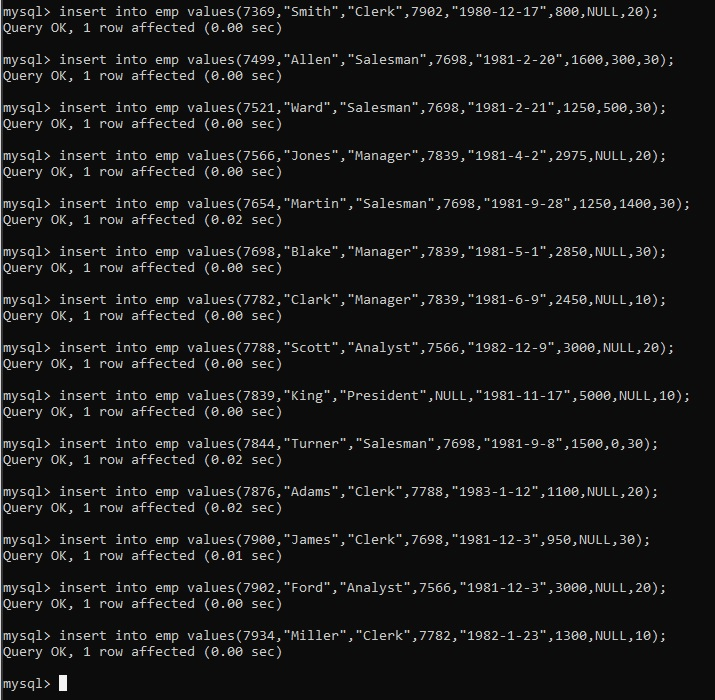 mysql> insert into emp values(7369,"Smith","Clerk",7902,"1980-12-17",800,NULL,20);
Query OK, 1 row affected (0.00 sec)
mysql> insert into emp values(7499,"Allen","Salesman",7698,"1981-2-20",1600,300,30);
Query OK, 1 row affected (0.00 sec)
mysql> insert into emp values(7521,"Ward","Salesman",7698,"1981-2-21",1250,500,30);
Query OK, 1 row affected (0.00 sec)
mysql> insert into emp values(7566,"Jones","Manager",7839,"1981-4-2",2975,NULL,20);
Query OK, 1 row affected (0.00 sec)
mysql> insert into emp values(7654,"Martin","Salesman",7698,"1981-9-28",1250,1400,30);
Query OK, 1 row affected (0.02 sec)
mysql> insert into emp values(7698,"Blake","Manager",7839,"1981-5-1",2850,NULL,30);
Query OK, 1 row affected (0.00 sec)
mysql> insert into emp values(7782,"Clark","Manager",7839,"1981-6-9",2450,NULL,10);
Query OK, 1 row affected (0.00 sec)
mysql> insert into emp values(7788,"Scott","Analyst",7566,"1982-12-9",3000,NULL,20);
Query OK, 1 row affected (0.00 sec)
mysql> insert into emp values(7839,"King","President",NULL,"1981-11-17",5000,NULL,10);
Query OK, 1 row affected (0.00 sec)
mysql> insert into emp values(7844,"Turner","Salesman",7698,"1981-9-8",1500,0,30);
Query OK, 1 row affected (0.02 sec)
mysql> insert into emp values(7876,"Adams","Clerk",7788,"1983-1-12",1100,NULL,20);
Query OK, 1 row affected (0.02 sec)
mysql> insert into emp values(7900,"James","Clerk",7698,"1981-12-3",950,NULL,30);
Query OK, 1 row affected (0.01 sec)
mysql> insert into emp values(7902,"Ford","Analyst",7566,"1981-12-3",3000,NULL,20);
Query OK, 1 row affected (0.00 sec)
mysql> insert into emp values(7934,"Miller","Clerk",7782,"1982-1-23",1300,NULL,10);
Query OK, 1 row affected (0.00 sec)
mysql>